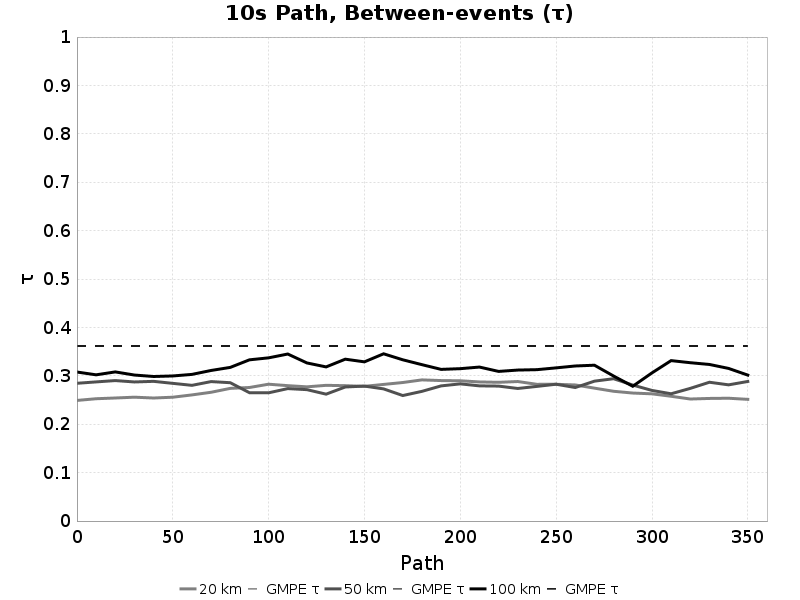 10s Path, Between-events (τ)
1
0.9
0.8
0.7
0.6
0.5
0.4
0.3
0.2
0.1
0
τ
0 50 100 150 200 250 300 350
Path
20 km GMPE τ 50 km GMPE τ 100 km GMPE τ